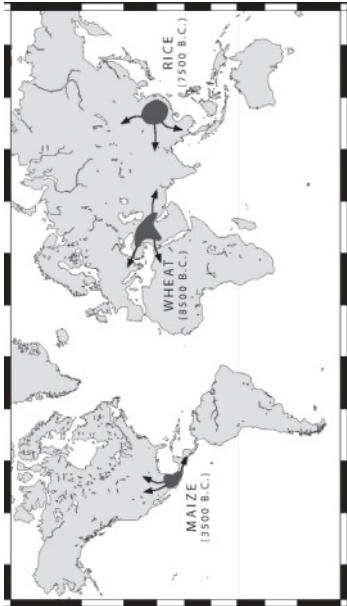 MAIZE
(3500 B.C.)
WHEAT
(8500 B.C.)
RICE
(7500 B.C.)